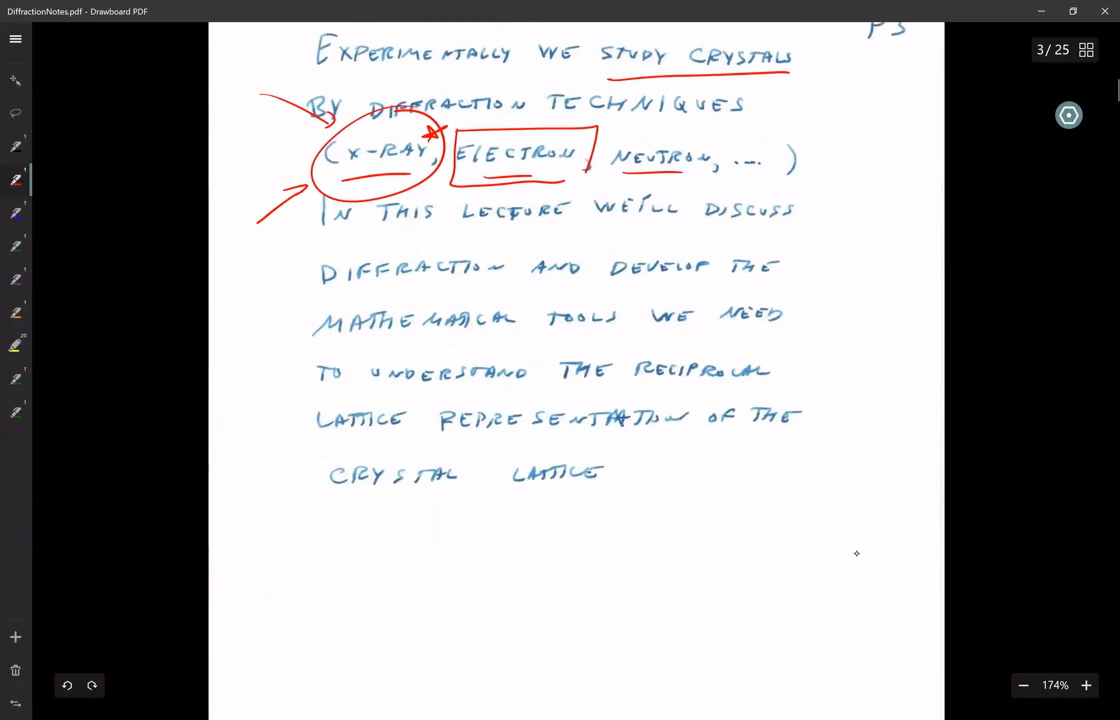 DiffractionNotes.pdf - Drawboard PDF
P3
3 / 25
EXPERIMENTALLY WE STUDY CRYSTALS
BY DIFFRACTION TECHNIQUES
(X-RAY, ELECTRON, NEUTRON, ....)
IN THIS LECTURE WE'LL DISCUSS
DIFFRACTION AND DEVELOP THE
MATHEMATICAL TOOLS WE NEED
TO UNDERSTAND THE RECIPROCAL
LATTICE REPRESENTATION OF THE
CRYSTAL LATTICE
174%